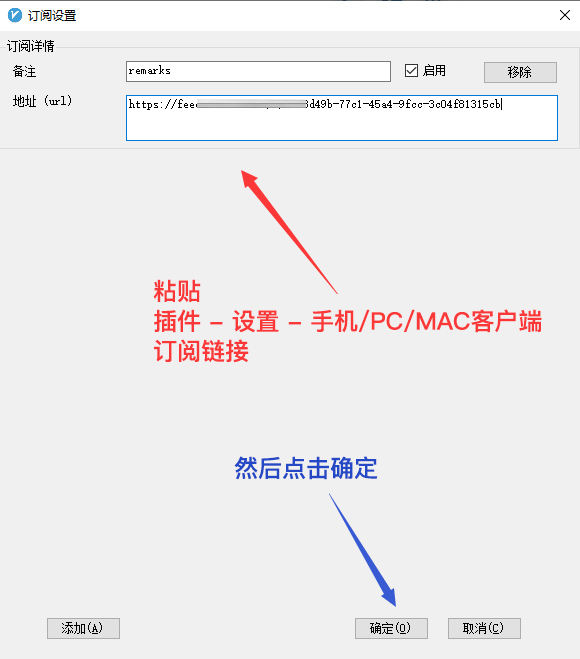 订阅设置
订阅详情
备注
remarks
启用
移除
地址（url）
https://feed d49b-77c1-45a4-9fcc-3c04f81315cb
粘贴
插件 - 设置 - 手机/PC/MAC客户端
订阅链接
然后点击确定
添加(A)
确定(O)
取消(C)